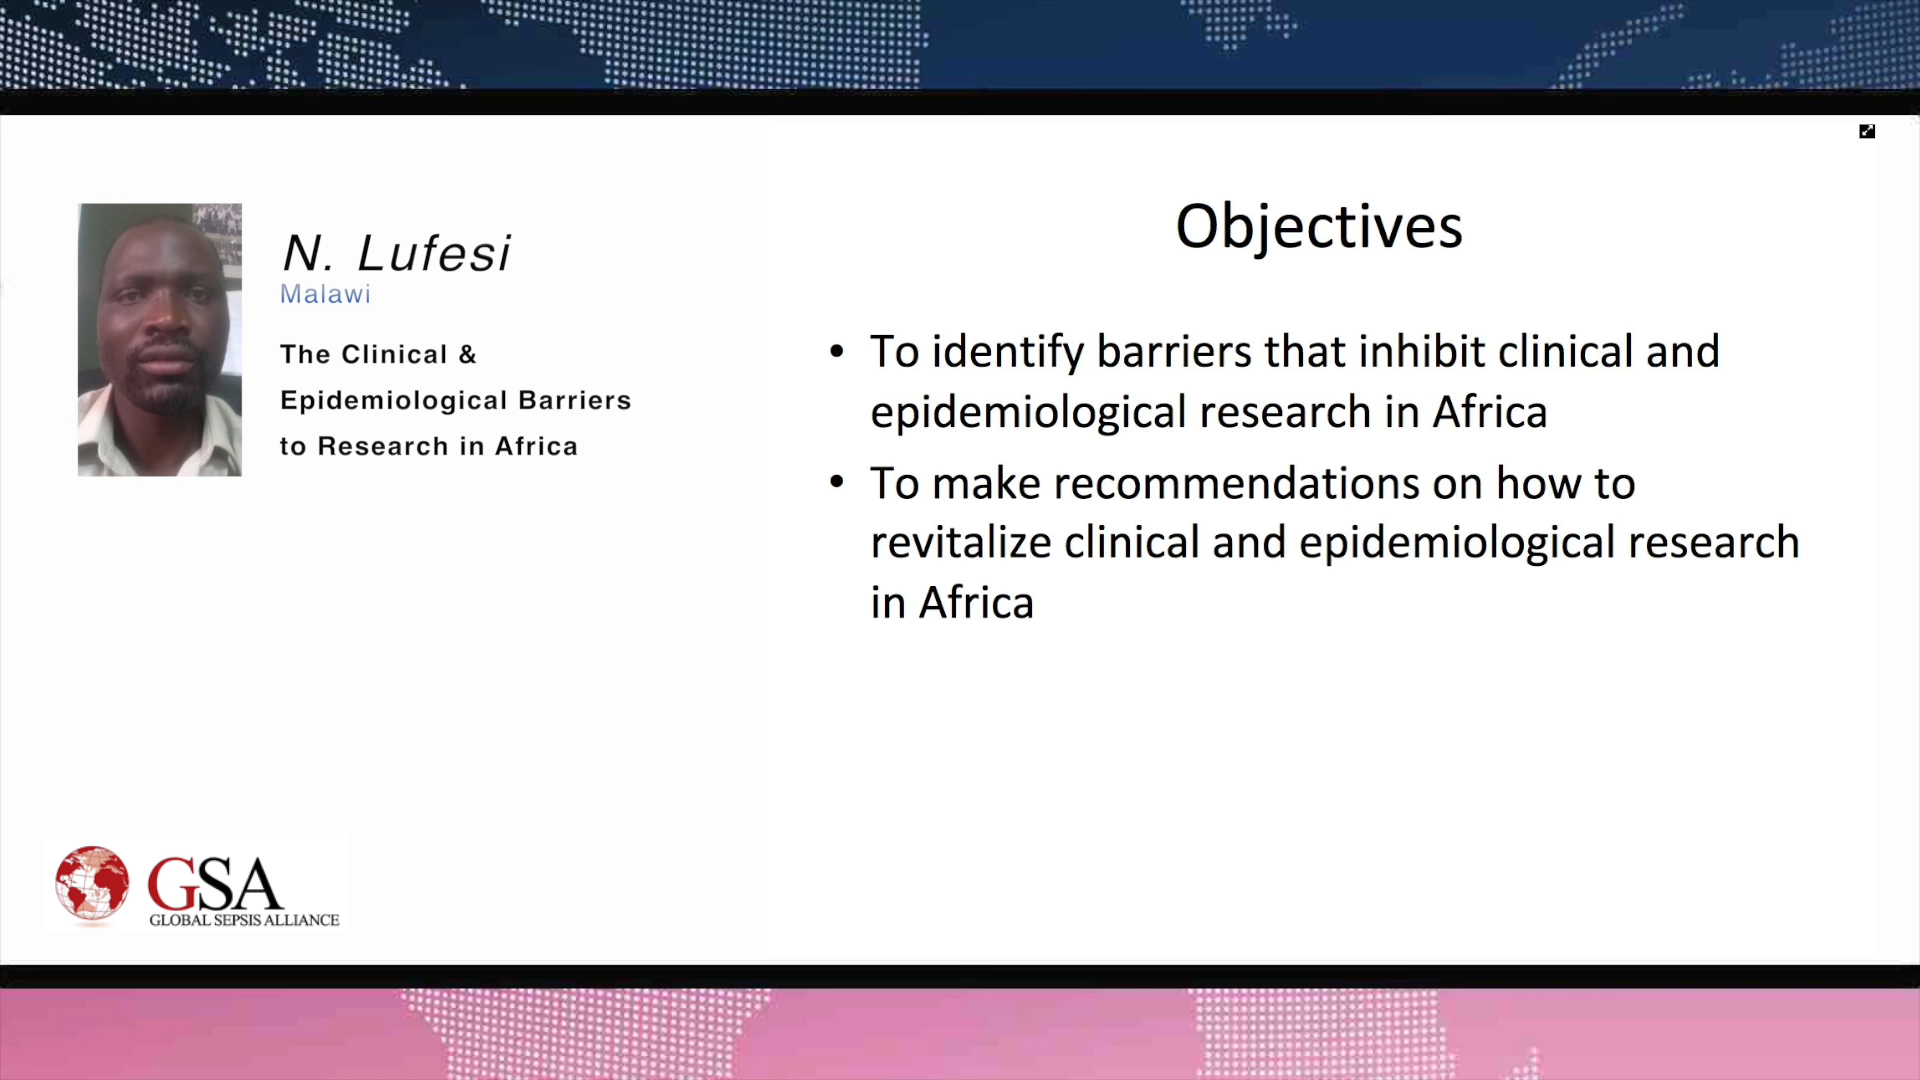 N. Lufesi
Malawi
The Clinical &
Epidemiological Barriers
to Research in Africa
GSA
GLOBAL SEPSIS ALLIANCE
Objectives
• To identify barriers that inhibit clinical and
epidemiological research in Africa
• To make recommendations on how to
revitalize clinical and epidemiological research
in Africa